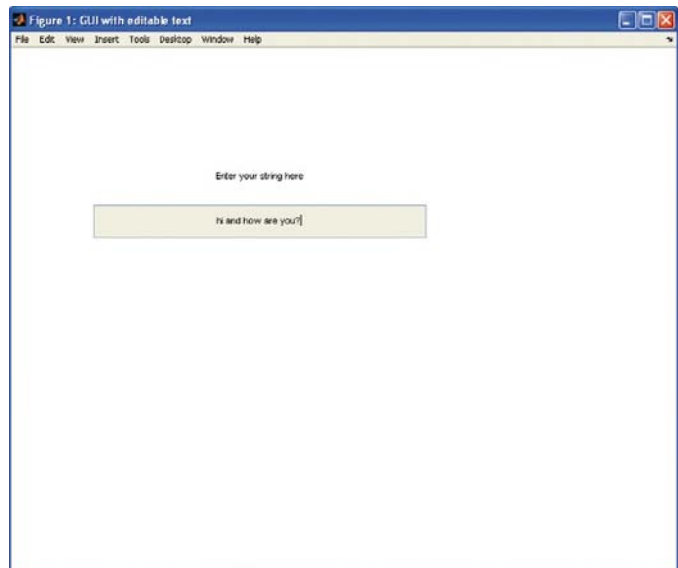 Figure 1: GUI with editable text
File Edit View Insert Tools Desktop Window Help
Enter your string here
hi and how are you?